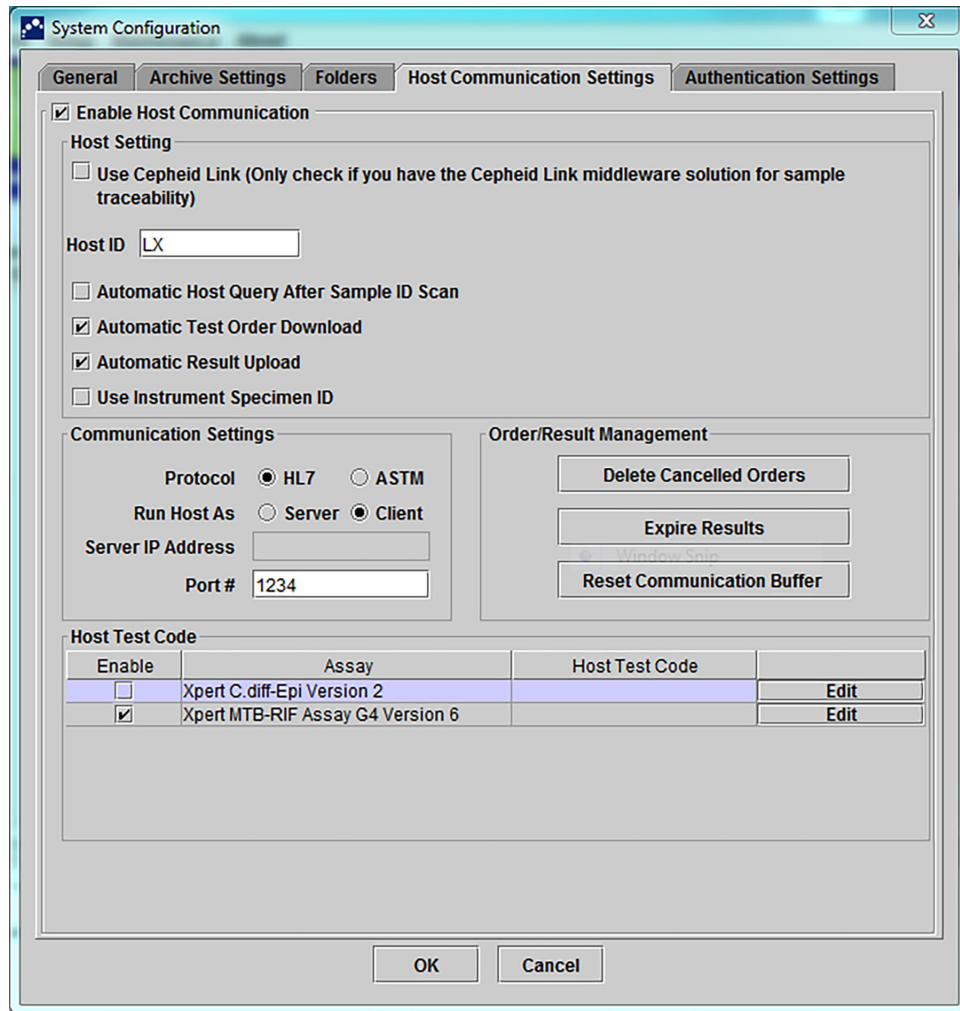 System Configuration
General Archive Settings Folders Host Communication Settings Authentication Settings
Enable Host Communication
Host Setting
Use Cepheid Link (Only check if you have the Cepheid Link middleware solution for sample
traceability)
Host ID LX
Automatic Host Query After Sample ID Scan
Automatic Test Order Download
Automatic Result Upload
Use Instrument Specimen ID
Communication Settings
Protocol HL7 ASTM
Run Host As Server Client
Server IP Address
Port # 1234
Order/Result Management
Delete Cancelled Orders
Expire Results
Window Snip
Reset Communication Buffer
Host Test Code
Enable Assay Host Test Code
Xpert C.diff-Epi Version 2 Edit
Xpert MTB-RIF Assay G4 Version 6 Edit
OK Cancel